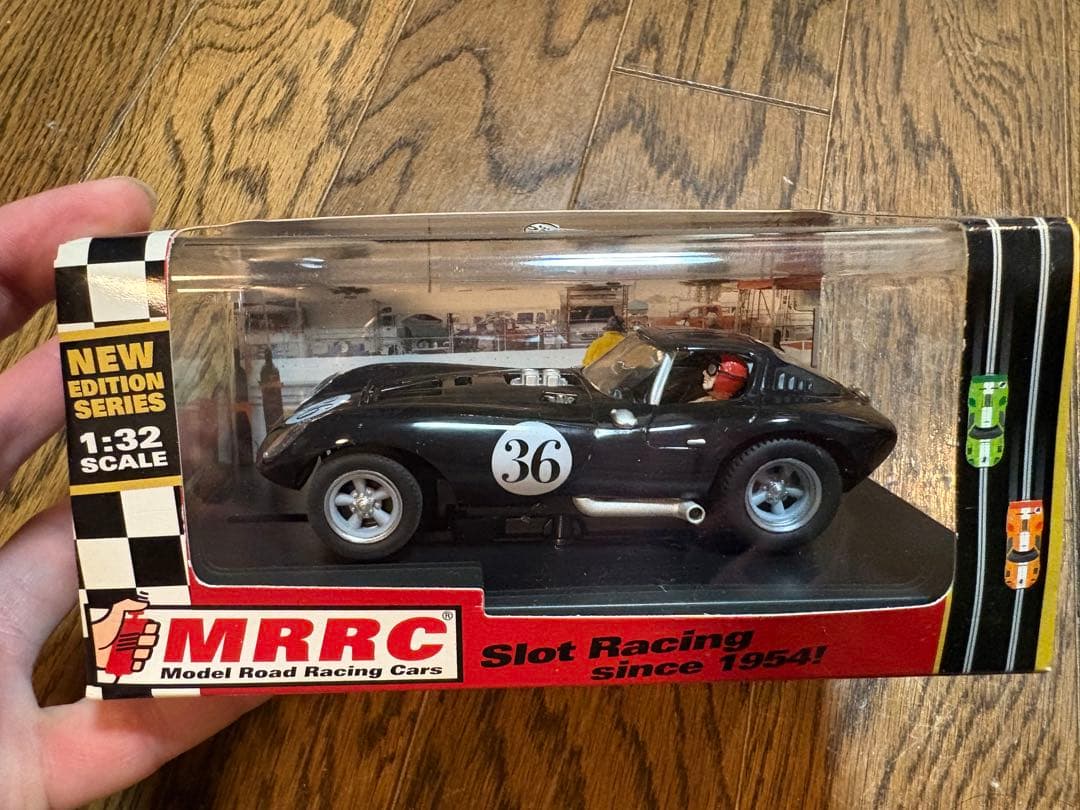 NEW
EDITION
SERIES
1:32
SCALE
36
MRRC®
Model Road Racing Cars
Slot Racing
since 1954!